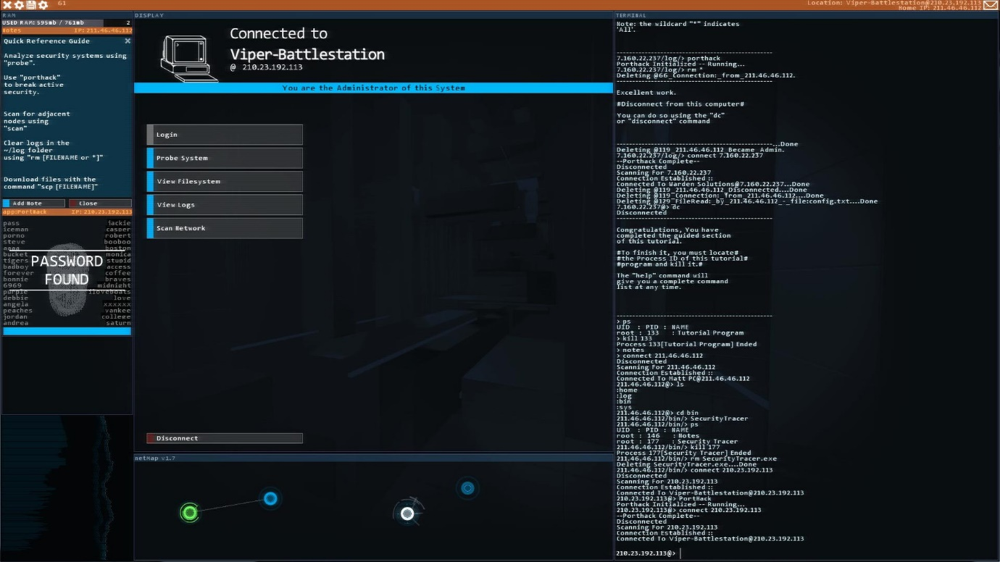 61
Location: Viper-Battlestation@210.23.192.113
Home IP: 211.46.46.112
RAM
USED RAM: 595mb / 761mb 2
Notes IP: 211.46.46.112
Quick Reference Guide
Analyze security systems using
"probe".
Use "porthack"
to break active
security.
Scan for adjacent
nodes using
"scan"
Clear logs in the
~/log folder
using "rm [FILENAME or *]"
Download files with the
command "scp [FILENAME]"
Add Note Close
app:PortHack IP: 210.23.192.113
pass jackie
iceman casper
porno robert
steve booboo
aaaa boston
bucket monica
tigers stupid
badboy access
forever coffee
bonnie braves
6969 midnight
purple iloveboats
debbie love
angela xxxxxx
peaches yankee
jordan college
andrea saturn
PASSWORD
FOUND
DISPLAY
Connected to
Viper-Battlestation
@ 210.23.192.113
You are the Administrator of this System
Login
Probe System
View Filesystem
View Logs
Scan Network
Disconnect
netMap v1.7
TERMINAL
Note: the wildcard "*" indicates
'All'.
7.160.22.237/log/> porthack
Porthack Initialized -- Running...
7.160.22.237/log/> rm *
Deleting @66_Connection:_from_211.46.46.112.
Excellent work.
#Disconnect from this computer#
You can do so using the "dc"
or "disconnect" command
...Done
Deleting @119_211.46.46.112_Became_Admin.
7.160.22.237/log/> connect 7.160.22.237
--Porthack Complete--
Disconnected
Scanning For 7.160.22.237
Connection Established ::
Connected To Warden Solutions@7.160.22.237...Done
Deleting @119_211.46.46.112_Disconnected....Done
Deleting @119_Connection:_from_211.46.46.112....Done
Deleting @129_FileRead:_by_211.46.46.112_-_file:config.txt....Done
7.160.22.237@> dc
Disconnected
Congratulations, You have
completed the guided section
of this tutorial.
#To finish it, you must locate#
#the Process ID of this tutorial#
#program and kill it.#
The "help" command will
give you a complete command
list at any time.
> ps
UID : PID : NAME
root : 133 : Tutorial Program
> kill 133
Process 133[Tutorial Program] Ended
> notes
> connect 211.46.46.112
Disconnected
Scanning For 211.46.46.112
Connection Established ::
Connected To Matt PC@211.46.46.112
211.46.46.112@> ls
:home
:log
:bin
:sys
211.46.46.112@> cd bin
211.46.46.112/bin/> SecurityTracer
211.46.46.112/bin/> ps
UID : PID : NAME
root : 146 : Notes
root : 177 : Security Tracer
211.46.46.112/bin/> kill 177
Process 177[Security Tracer] Ended
211.46.46.112/bin/> rm SecurityTracer.exe
Deleting SecurityTracer.exe....Done
211.46.46.112/bin/> connect 210.23.192.113
Disconnected
Scanning For 210.23.192.113
Connection Established ::
Connected To Viper-Battlestation@210.23.192.113
210.23.192.113@> PortHack
Porthack Initialized -- Running...
210.23.192.113@> connect 210.23.192.113
--Porthack Complete--
Disconnected
Scanning For 210.23.192.113
Connection Established ::
Connected To Viper-Battlestation@210.23.192.113
210.23.192.113@>